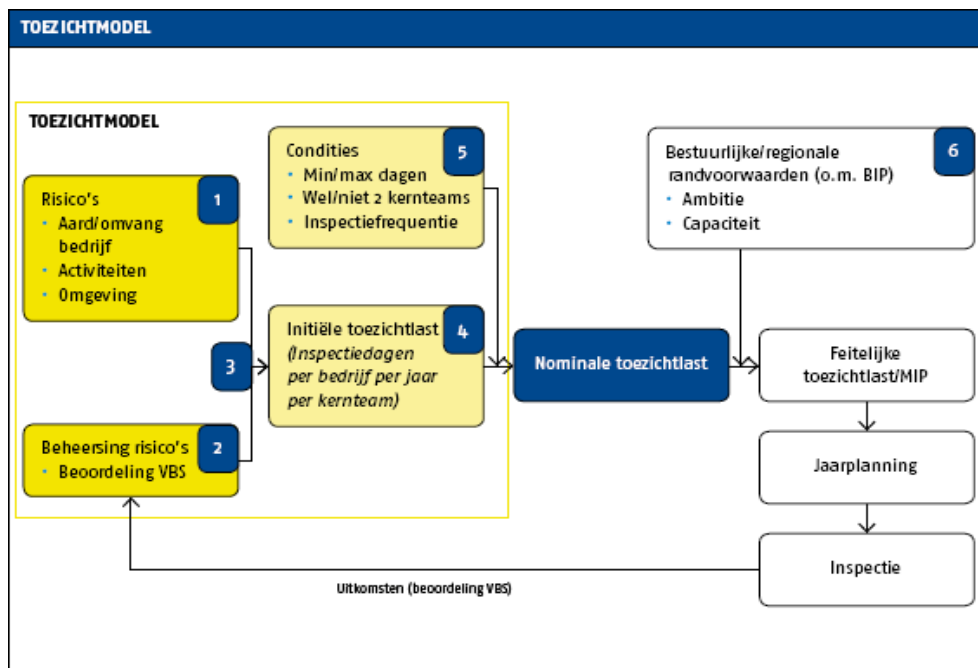 TOEZICHTMODEL
TOEZICHTMODEL
Risico's
1
• Aard/omvang
bedrijf
• Activiteiten
• Omgeving
Beheersing risico's
2
• Beoordeling VBS
3
Condities
5
• Min/max dagen
• Wel/niet 2 kernteams
• Inspectiefrequentie
Initiële toezichtlast
4
(Inspectiedagen
per bedrijf per jaar
per kernteam)
Nominale toezichtlast
Bestuurlijke/regionale
6
randvoorwaarden (o.m. BIP)
• Ambitie
• Capaciteit
Feitelijke
toezichtlast/MIP
Jaarplanning
Inspectie
Uitkomsten (beoordeling VBS)